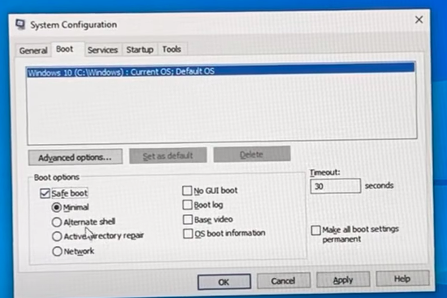 System Configuration
General Boot Services Startup Tools
Windows 10 (C:\Windows) : Current OS; Default OS
Advanced options... Set as default Delete
Boot options
Timeout:
Safe boot No GUI boot 30 seconds
Minimal Boot log
Alternate shell Base video
Active Directory repair OS boot information Make all boot settings permanent
Network
OK Cancel Apply Help